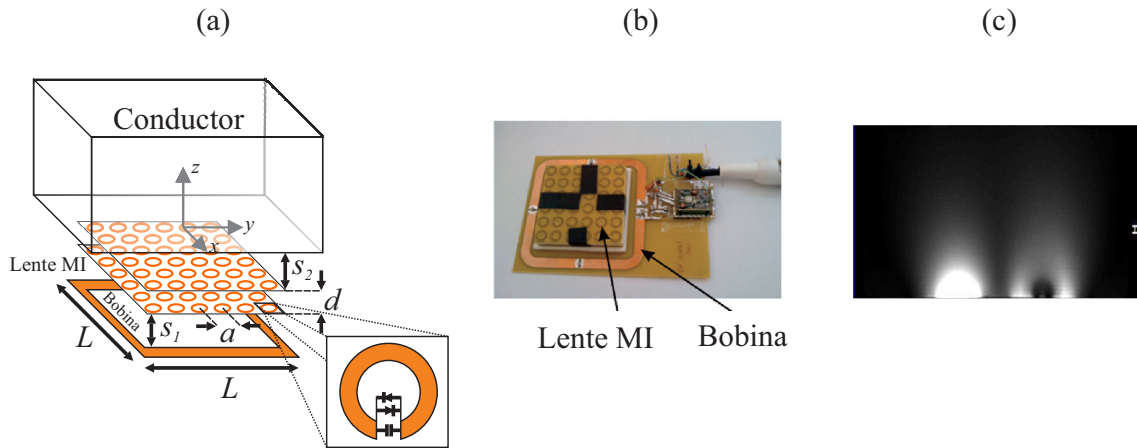 (a)
(b)
(c)
Conductor
z
y
x
Lente MI
s2
Bobina
d
s1
a
L
L
Lente MI
Bobina